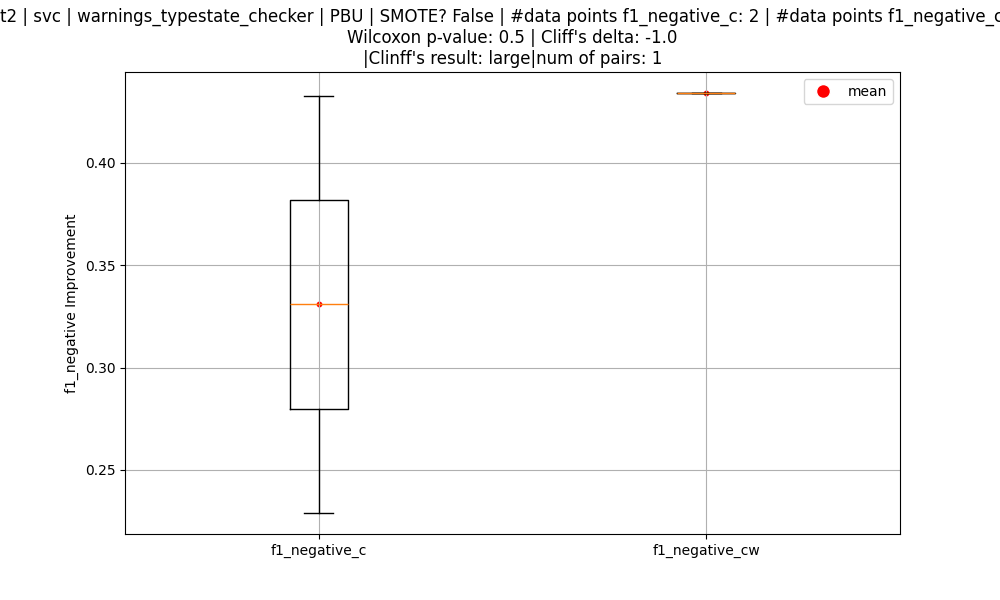 t2 | svc | warnings_typestate_checker | PBU | SMOTE? False | #data points f1_negative_c: 2 | #data points f1_negative_c
Wilcoxon p-value: 0.5 | Cliff's delta: -1.0
|Clinff's result: large|num of pairs: 1
mean
0.40
0.35
0.30
0.25
f1_negative Improvement
f1_negative_c
f1_negative_cw